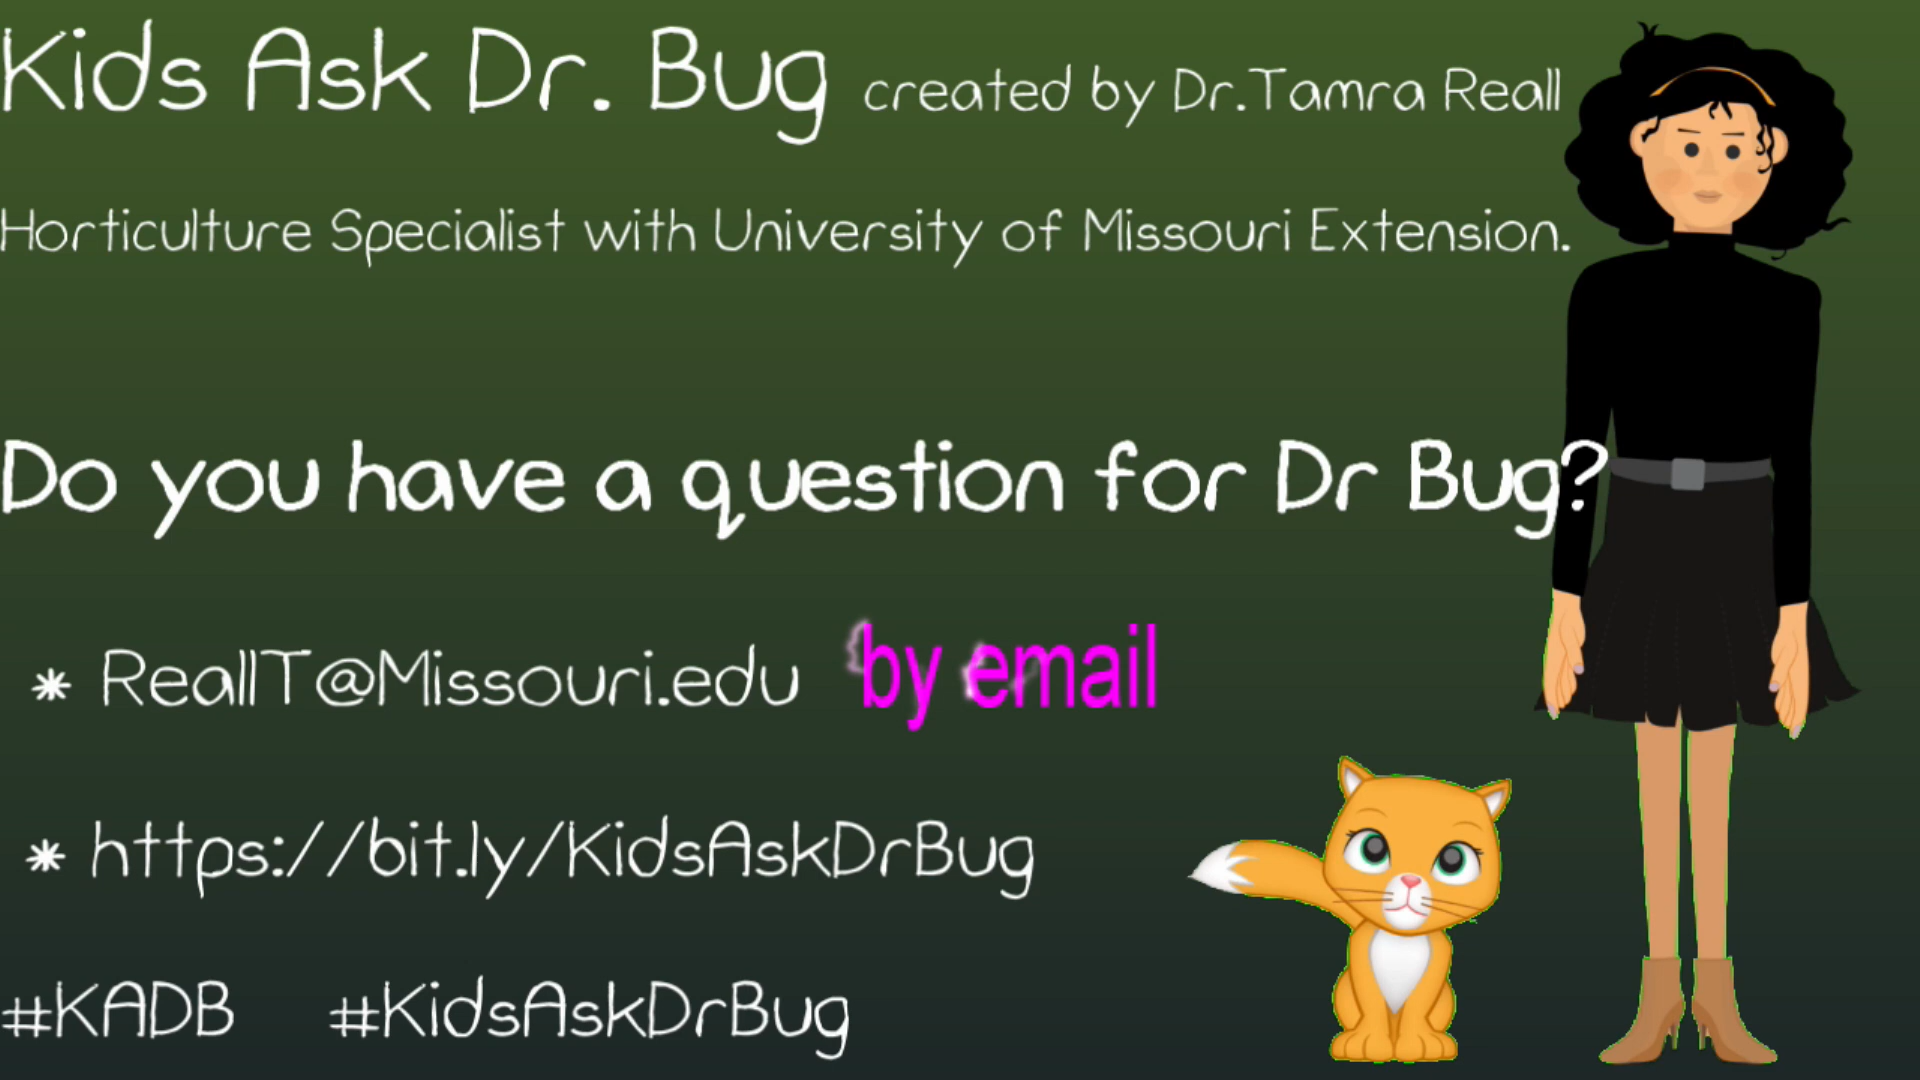 Kids Ask Dr. Bug created by Dr.Tamra Reall
Horticulture Specialist with University of Missouri Extension.
Do you have a question for Dr Bug?
* ReallT@Missouri.edu by email
* https://bit.ly/KidsAskDrBug
#KADB #KidsAskDrBug